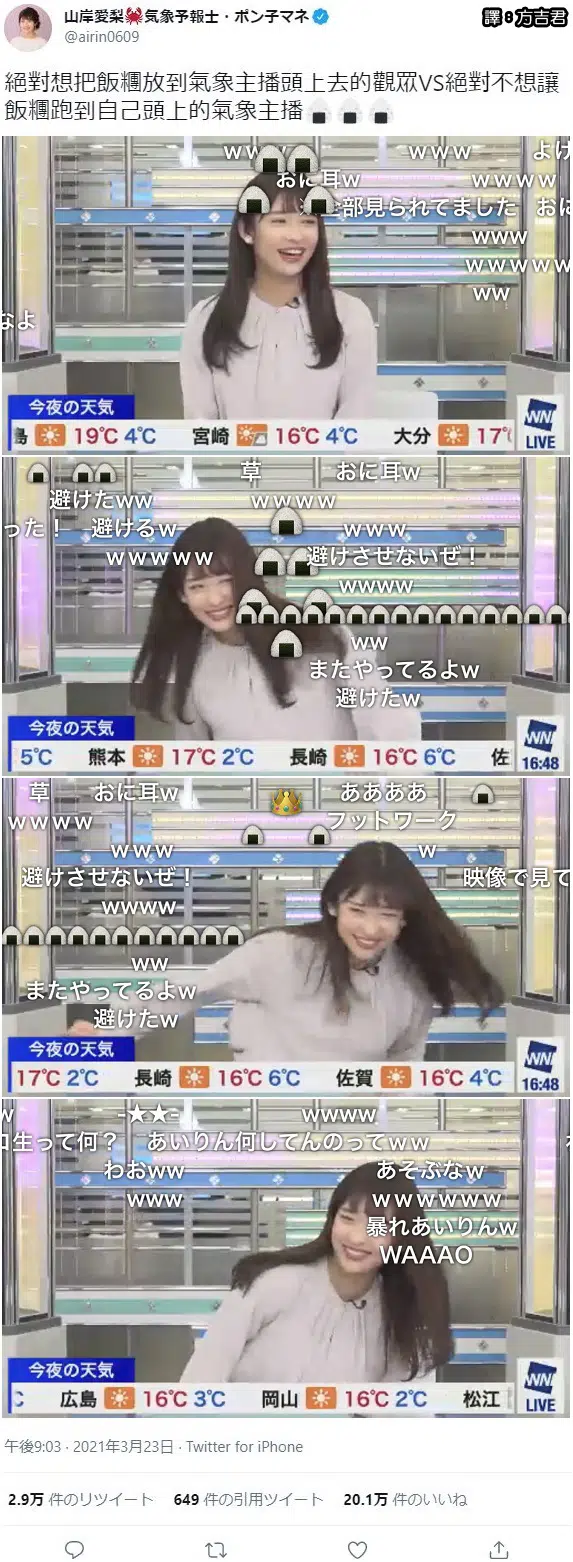 山岸愛梨🦀気象予報士・ポン子マネ
@airin0609
譯●方吉君
絕對想把飯糰放到氣象主播頭上去的觀眾VS絕對不想讓
飯糰跑到自己頭上的氣象主播🍙🍙🍙
www
よけ
おに耳w
wwww
全部見られてました
おに
www
wwwww
ww
なよ
今夜の天気
島 19℃ 4℃ 宮崎 16℃ 4℃ 大分 17℃
WNI
LIVE
草 おに耳w
避けたww wwww
った! 避けるw www
wwwww 避けさせないぜ!
wwww
ww
またやってるよw
避けたw
今夜の天気
5℃ 熊本 17℃ 2℃ 長崎 16℃ 6℃ 佐
WNI
16:48
草 おに耳w ああああ
wwww フットワーク
www w
避けさせないぜ! 映像で見て
wwww
ww
またやってるよw
避けたw
今夜の天気
17℃ 2℃ 長崎 16℃ 6℃ 佐賀 16℃ 4℃
WNI
16:48
w -★★- wwww
生って何? あいりん何してんのってww
わおww あそぶなw
www wwwwww
暴れあいりんw
WAAAO
今夜の天気
℃ 広島 16℃ 3℃ 岡山 16℃ 2℃ 松江
WNI
LIVE
午後9:03 · 2021年3月23日 · Twitter for iPhone
2.9万 件のリツイート 649 件の引用ツイート 20.1万 件のいいね